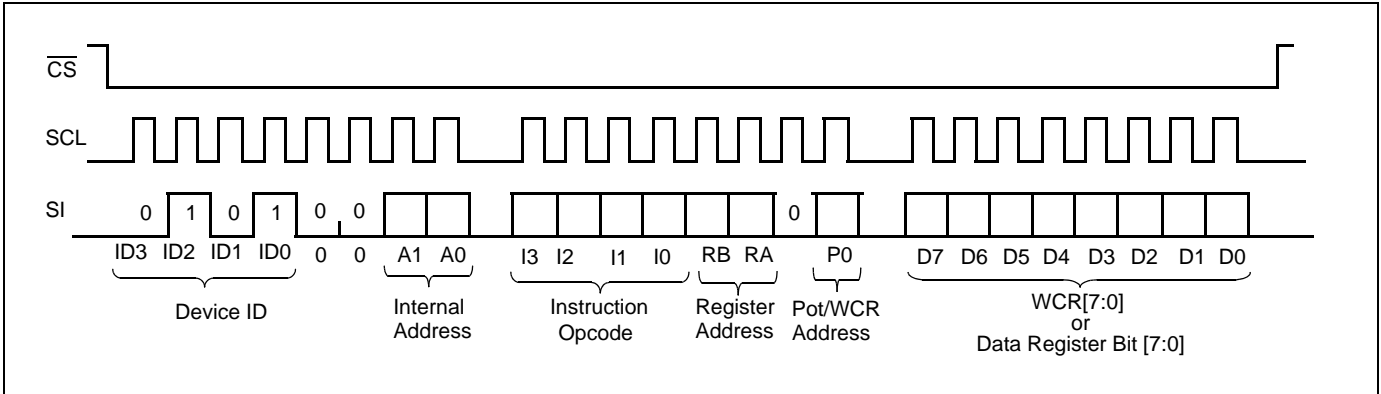 CS
SCL
SI
0 1 0 1 0 0 0
ID3 ID2 ID1 ID0 0 0 A1 A0 I3 I2 I1 I0 RB RA P0 D7 D6 D5 D4 D3 D2 D1 D0
Device ID
Internal
Address
Instruction
Opcode
Register
Address
Pot/WCR
Address
WCR[7:0]
or
Data Register Bit [7:0]